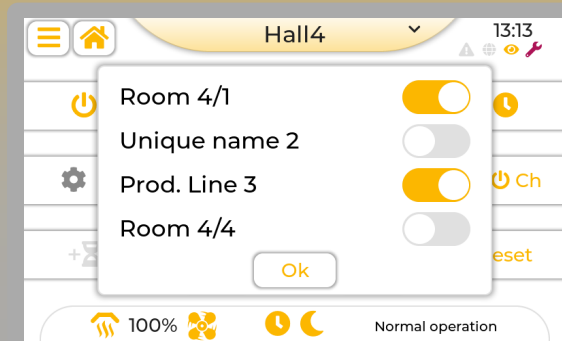 Hall4
13:13
Room 4/1
Unique name 2
Prod. Line 3
Ch
Room 4/4
eset
Ok
100%
Normal operation